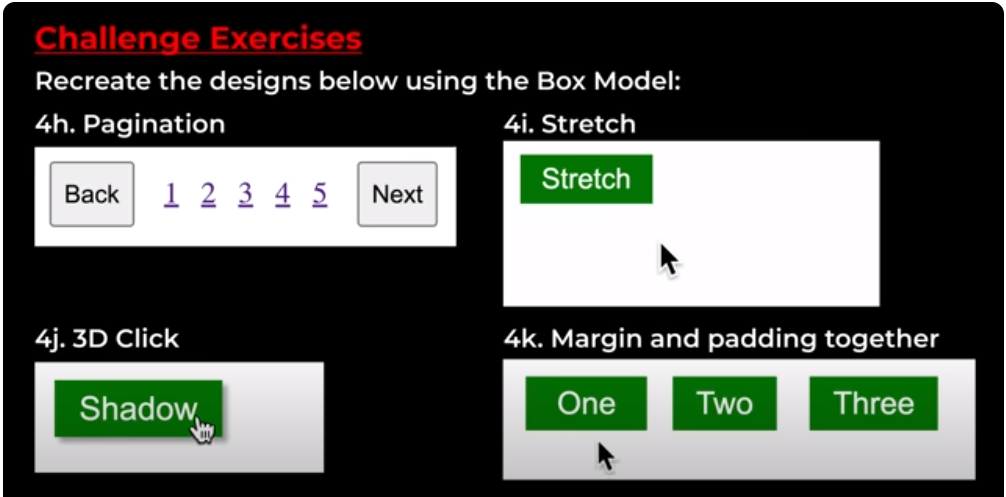 Challenge Exercises
Recreate the designs below using the Box Model:
4h. Pagination
Back 1 2 3 4 5 Next
4i. Stretch
Stretch
4j. 3D Click
Shadow
4k. Margin and padding together
One Two Three